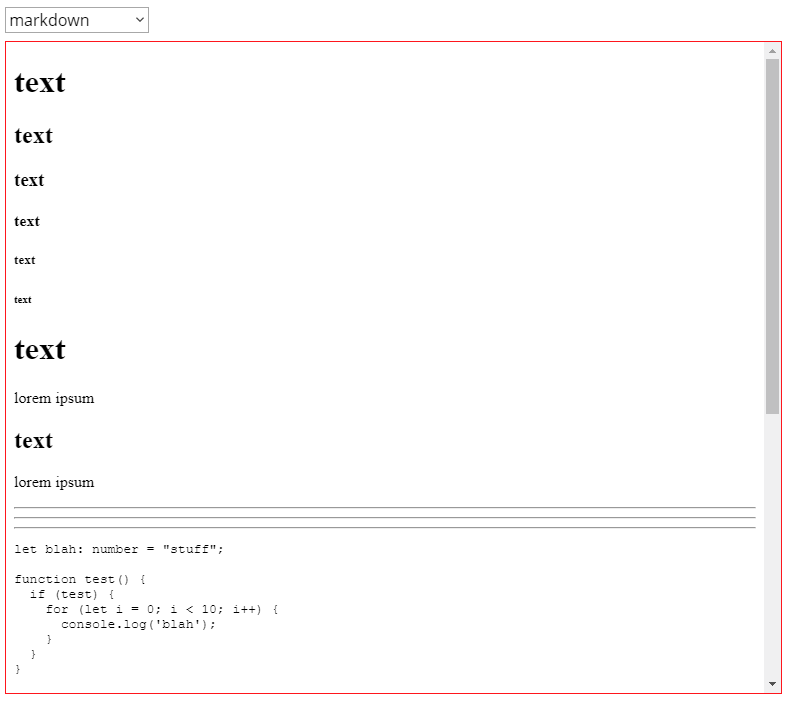 markdown
text
text
text
text
text
text
text
lorem ipsum
text
lorem ipsum
let blah: number = "stuff";
function test() {
  if (test) {
    for (let i = 0; i < 10; i++) {
      console.log('blah');
    }
  }
}